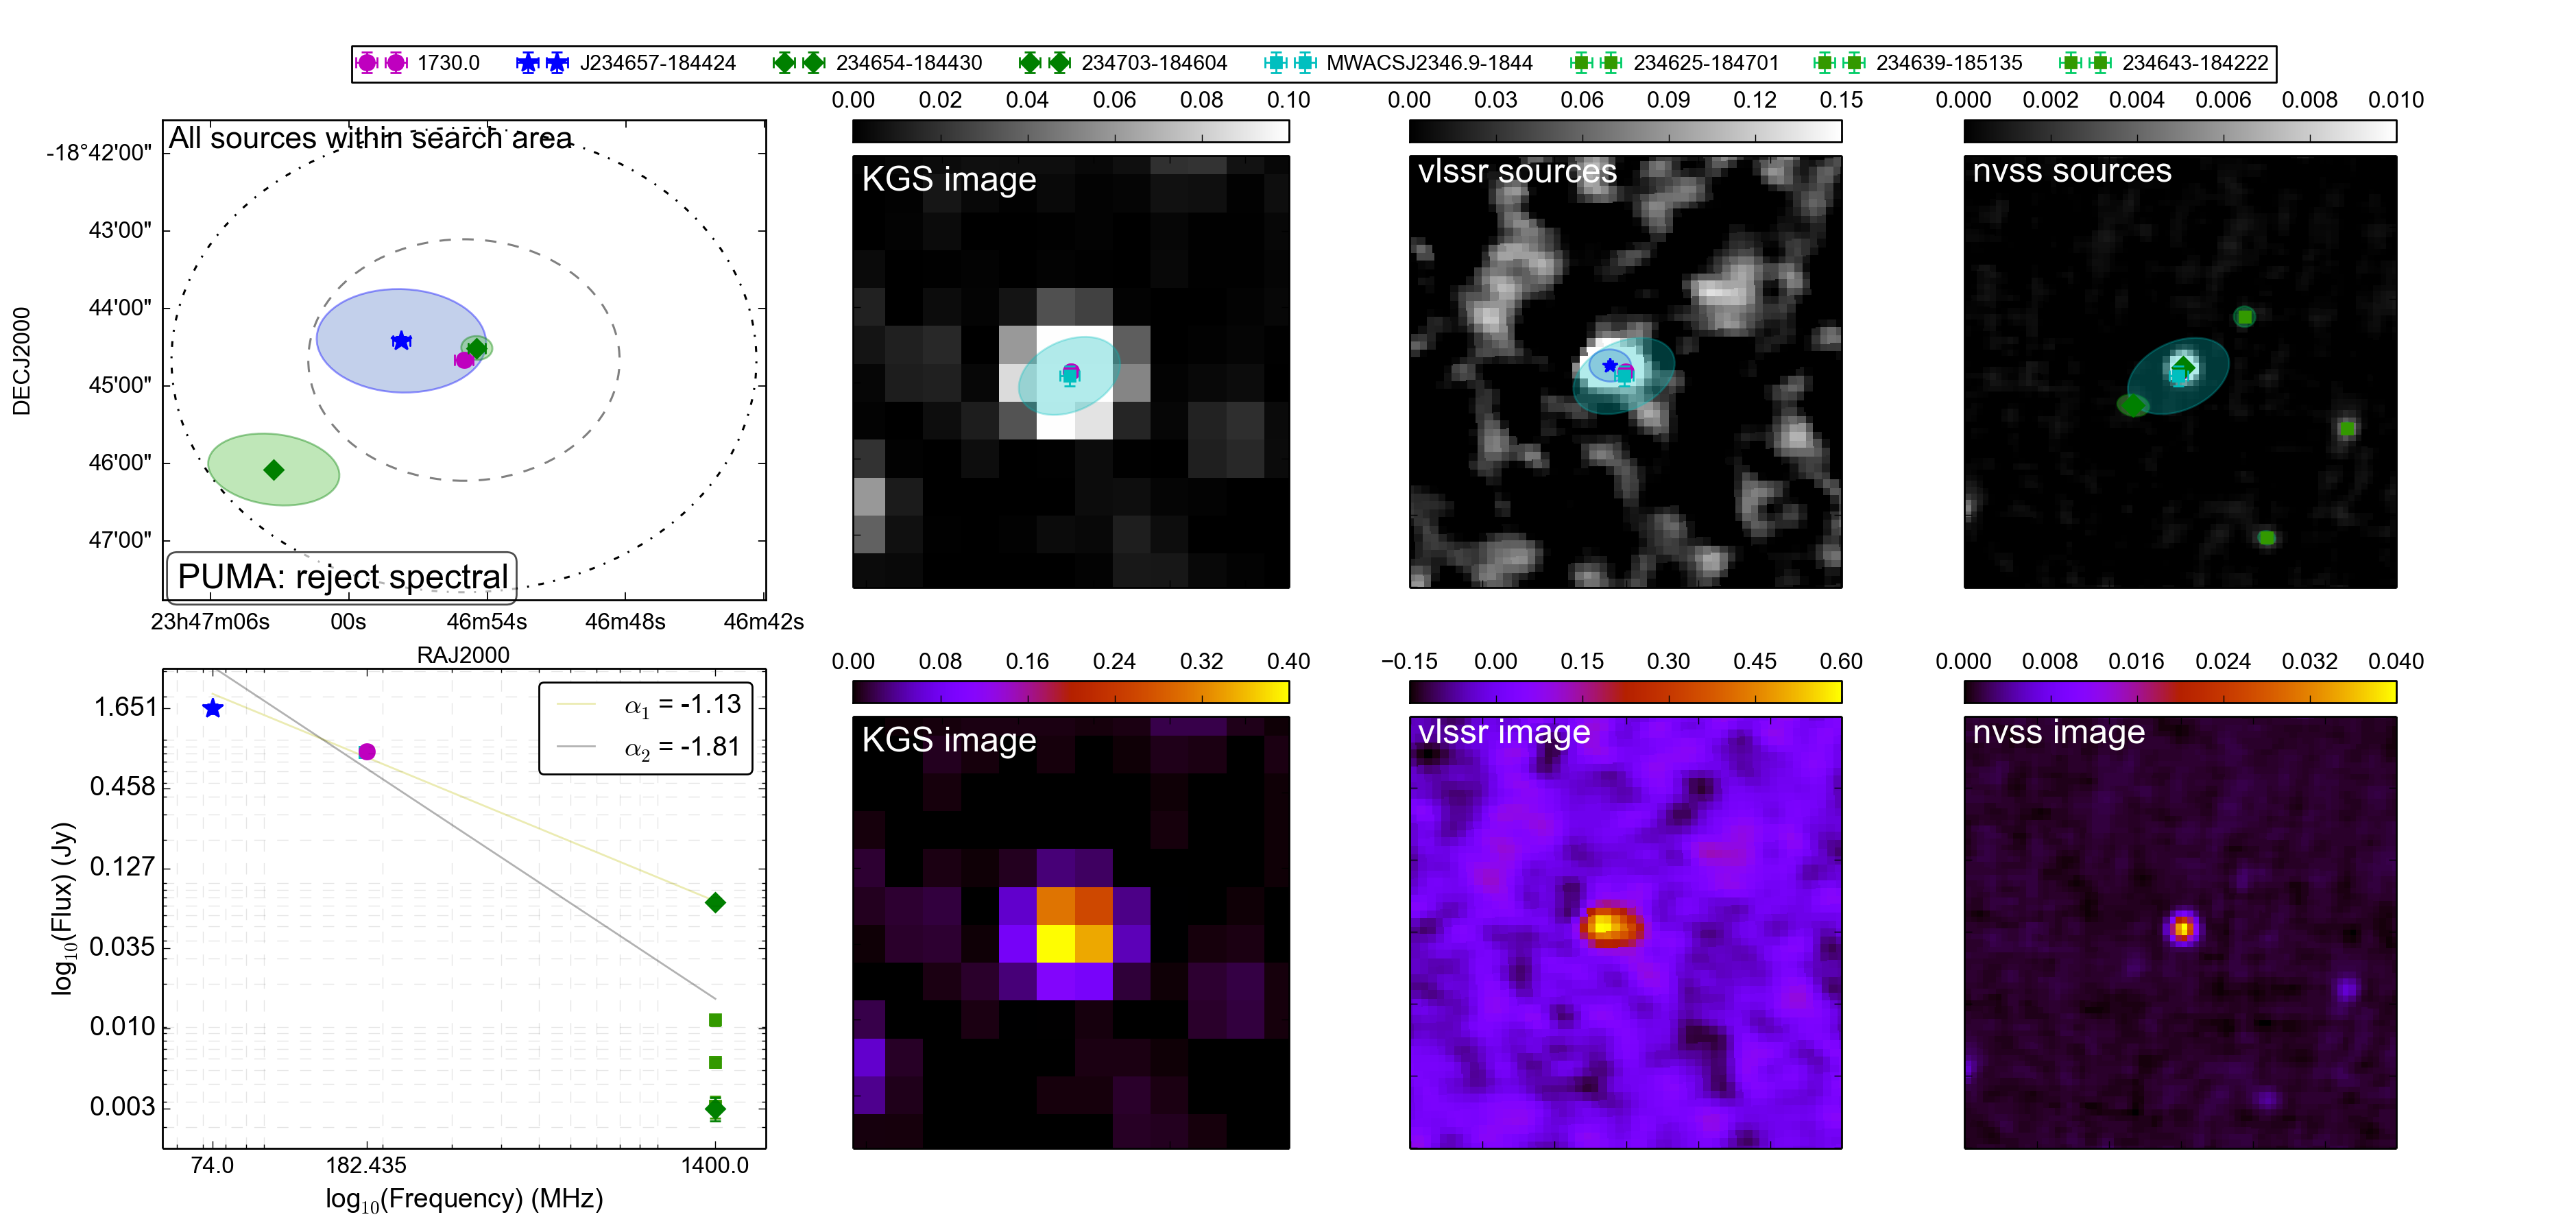 1730.0 J234657-184424 234654-184430 234703-184604 MWACSJ2346.9-1844 234625-184701 234639-185135 234643-184222
0.00 0.02 0.04 0.06 0.08 0.10
0.00 0.03 0.06 0.09 0.12 0.15
0.000 0.002 0.004 0.006 0.008 0.010
All sources within search area
-18°42'00"
43'00"
44'00"
45'00"
46'00"
47'00"
DECJ2000
PUMA: reject spectral
23h47m06s 00s 46m54s 46m48s 46m42s
RAJ2000
KGS image
vlssr sources
nvss sources
0.00 0.08 0.16 0.24 0.32 0.40
−0.15 0.00 0.15 0.30 0.45 0.60
0.000 0.008 0.016 0.024 0.032 0.040
α1 = -1.13
α2 = -1.81
1.651
0.458
0.127
0.035
0.010
0.003
log10(Flux) (Jy)
74.0 182.435 1400.0
log10(Frequency) (MHz)
KGS image
vlssr image
nvss image